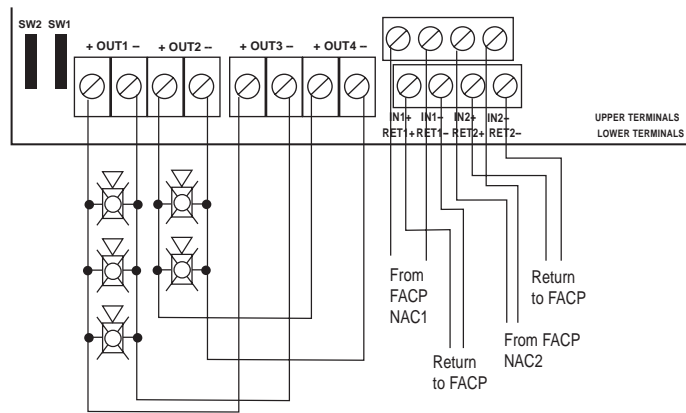 SW2 SW1
+ OUT1 – + OUT2 – + OUT3 – + OUT4 –
IN1+ IN1– IN2+ IN2– UPPER TERMINALS
RET1+ RET1– RET2+ RET2– LOWER TERMINALS
From
FACP
NAC1
Return
to FACP
From FACP
NAC2
Return
to FACP